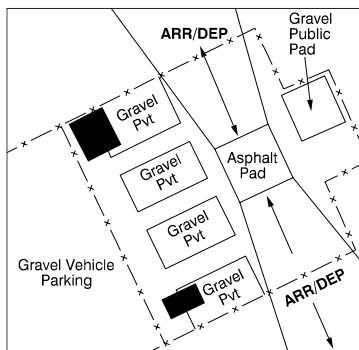 ARR/DEP
Gravel
Public
Pad
Gravel
Pvt
Asphalt
Pad
Gravel
Pvt
Gravel
Pvt
Gravel Vehicle
Parking
Gravel
Pvt
ARR/DEP